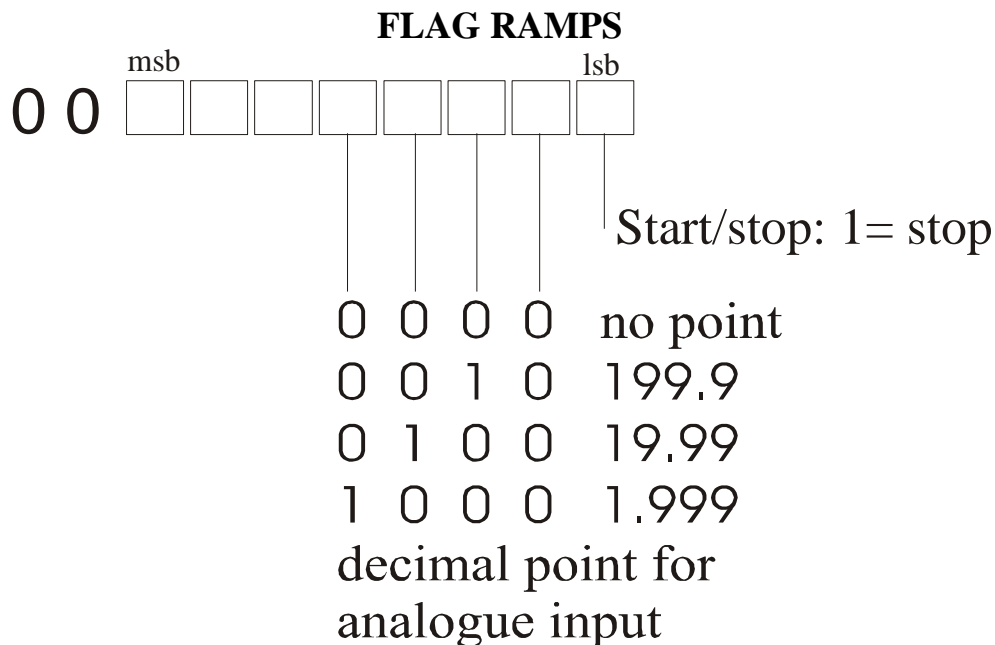 FLAG RAMPS
msb lsb
0 0
Start/stop: 1= stop
0 0 0 0 no point
0 0 1 0 199.9
0 1 0 0 19.99
1 0 0 0 1.999
decimal point for
analogue input